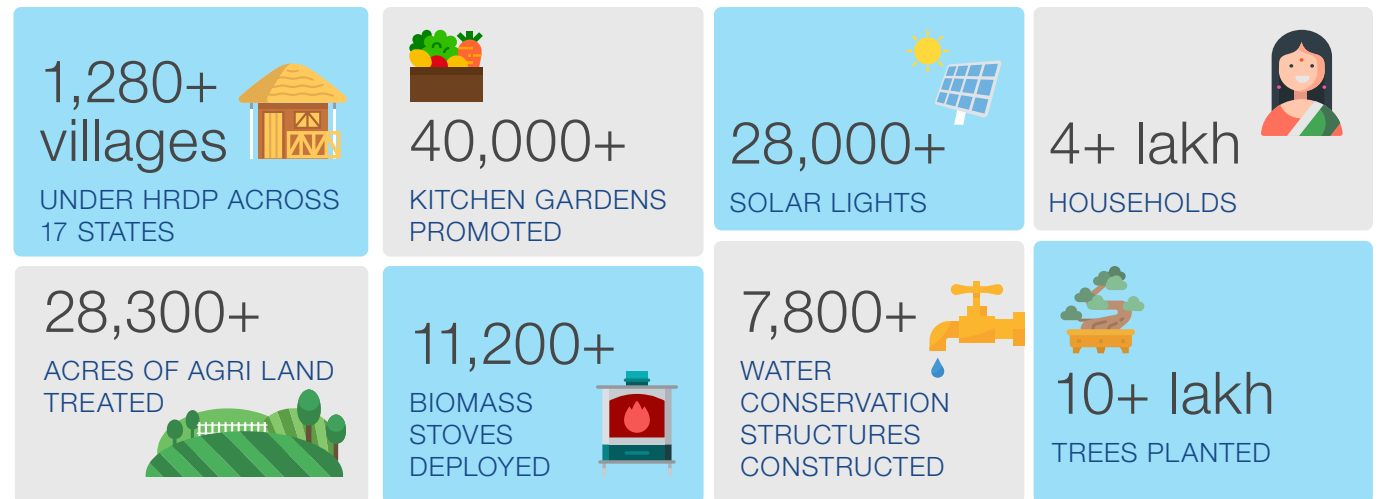 1,280+
villages
UNDER HRDP ACROSS
17 STATES
40,000+
KITCHEN GARDENS
PROMOTED
28,000+
SOLAR LIGHTS
4+ lakh
HOUSEHOLDS
28,300+
ACRES OF AGRI LAND
TREATED
11,200+
BIOMASS
STOVES
DEPLOYED
7,800+
WATER
CONSERVATION
STRUCTURES
CONSTRUCTED
10+ lakh
TREES PLANTED